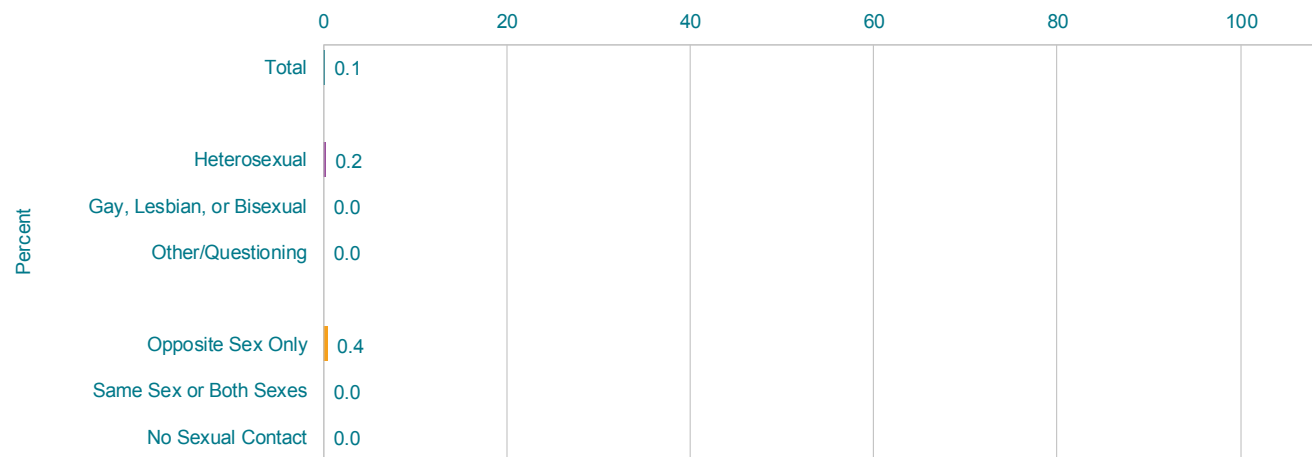 0 20 40 60 80 100
Total 0.1
Heterosexual 0.2
Gay, Lesbian, or Bisexual 0.0
Other/Questioning 0.0
Opposite Sex Only 0.4
Same Sex or Both Sexes 0.0
No Sexual Contact 0.0
Percent